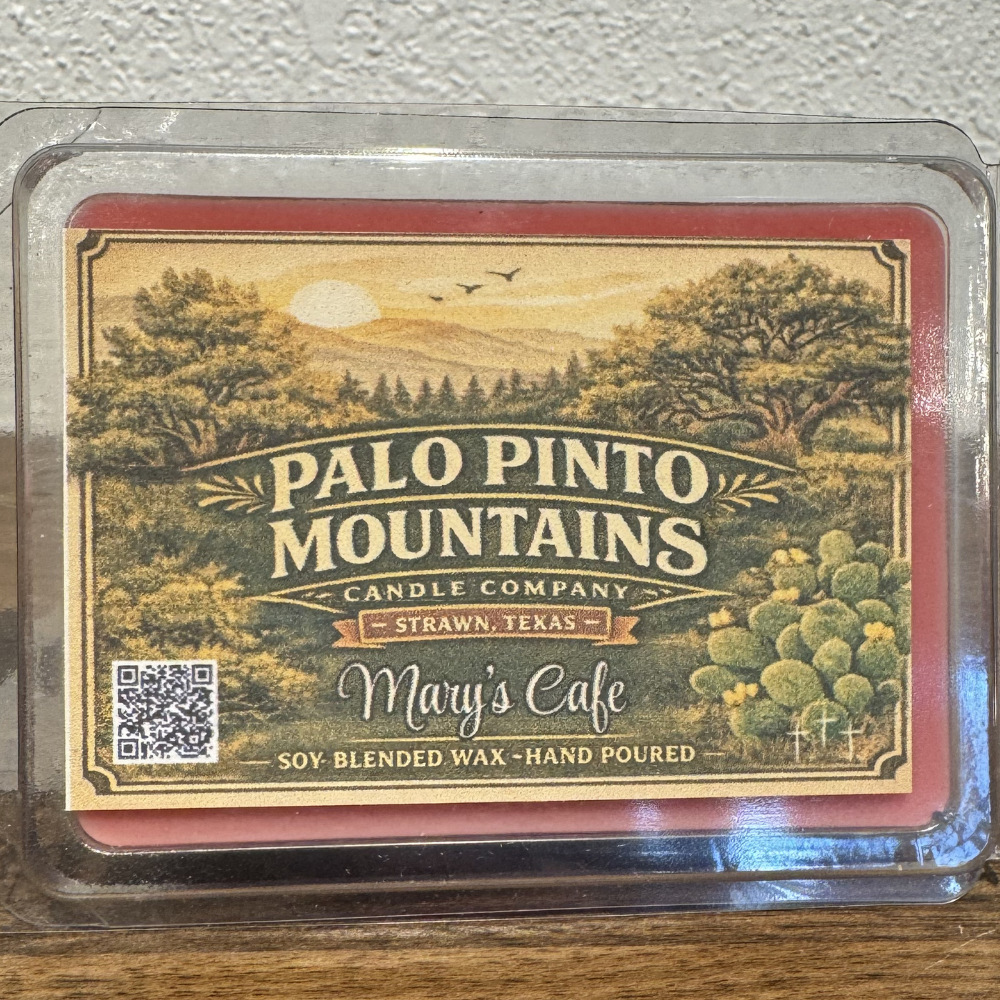 PALO PINTO
MOUNTAINS
CANDLE COMPANY
- STRAWN, TEXAS -
Mary's Cafe
SOY- BLENDED WAX -HAND POURED